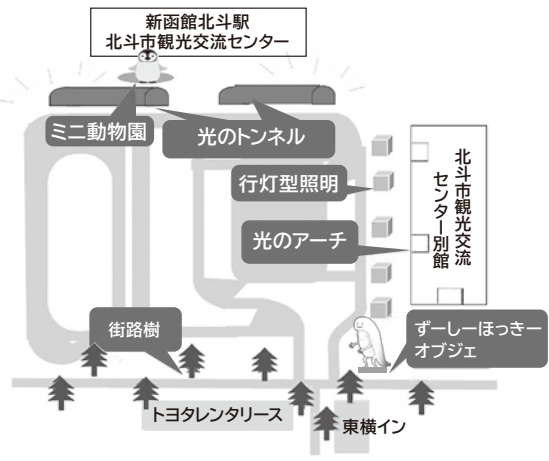 新函館北斗駅
北斗市観光交流センター
ミニ動物園
光のトンネル
行灯型照明
光のアーチ
北斗市観光交流
センター別館
街路樹
ずーしーほっきー
オブジェ
トヨタレンタリース
東横イン